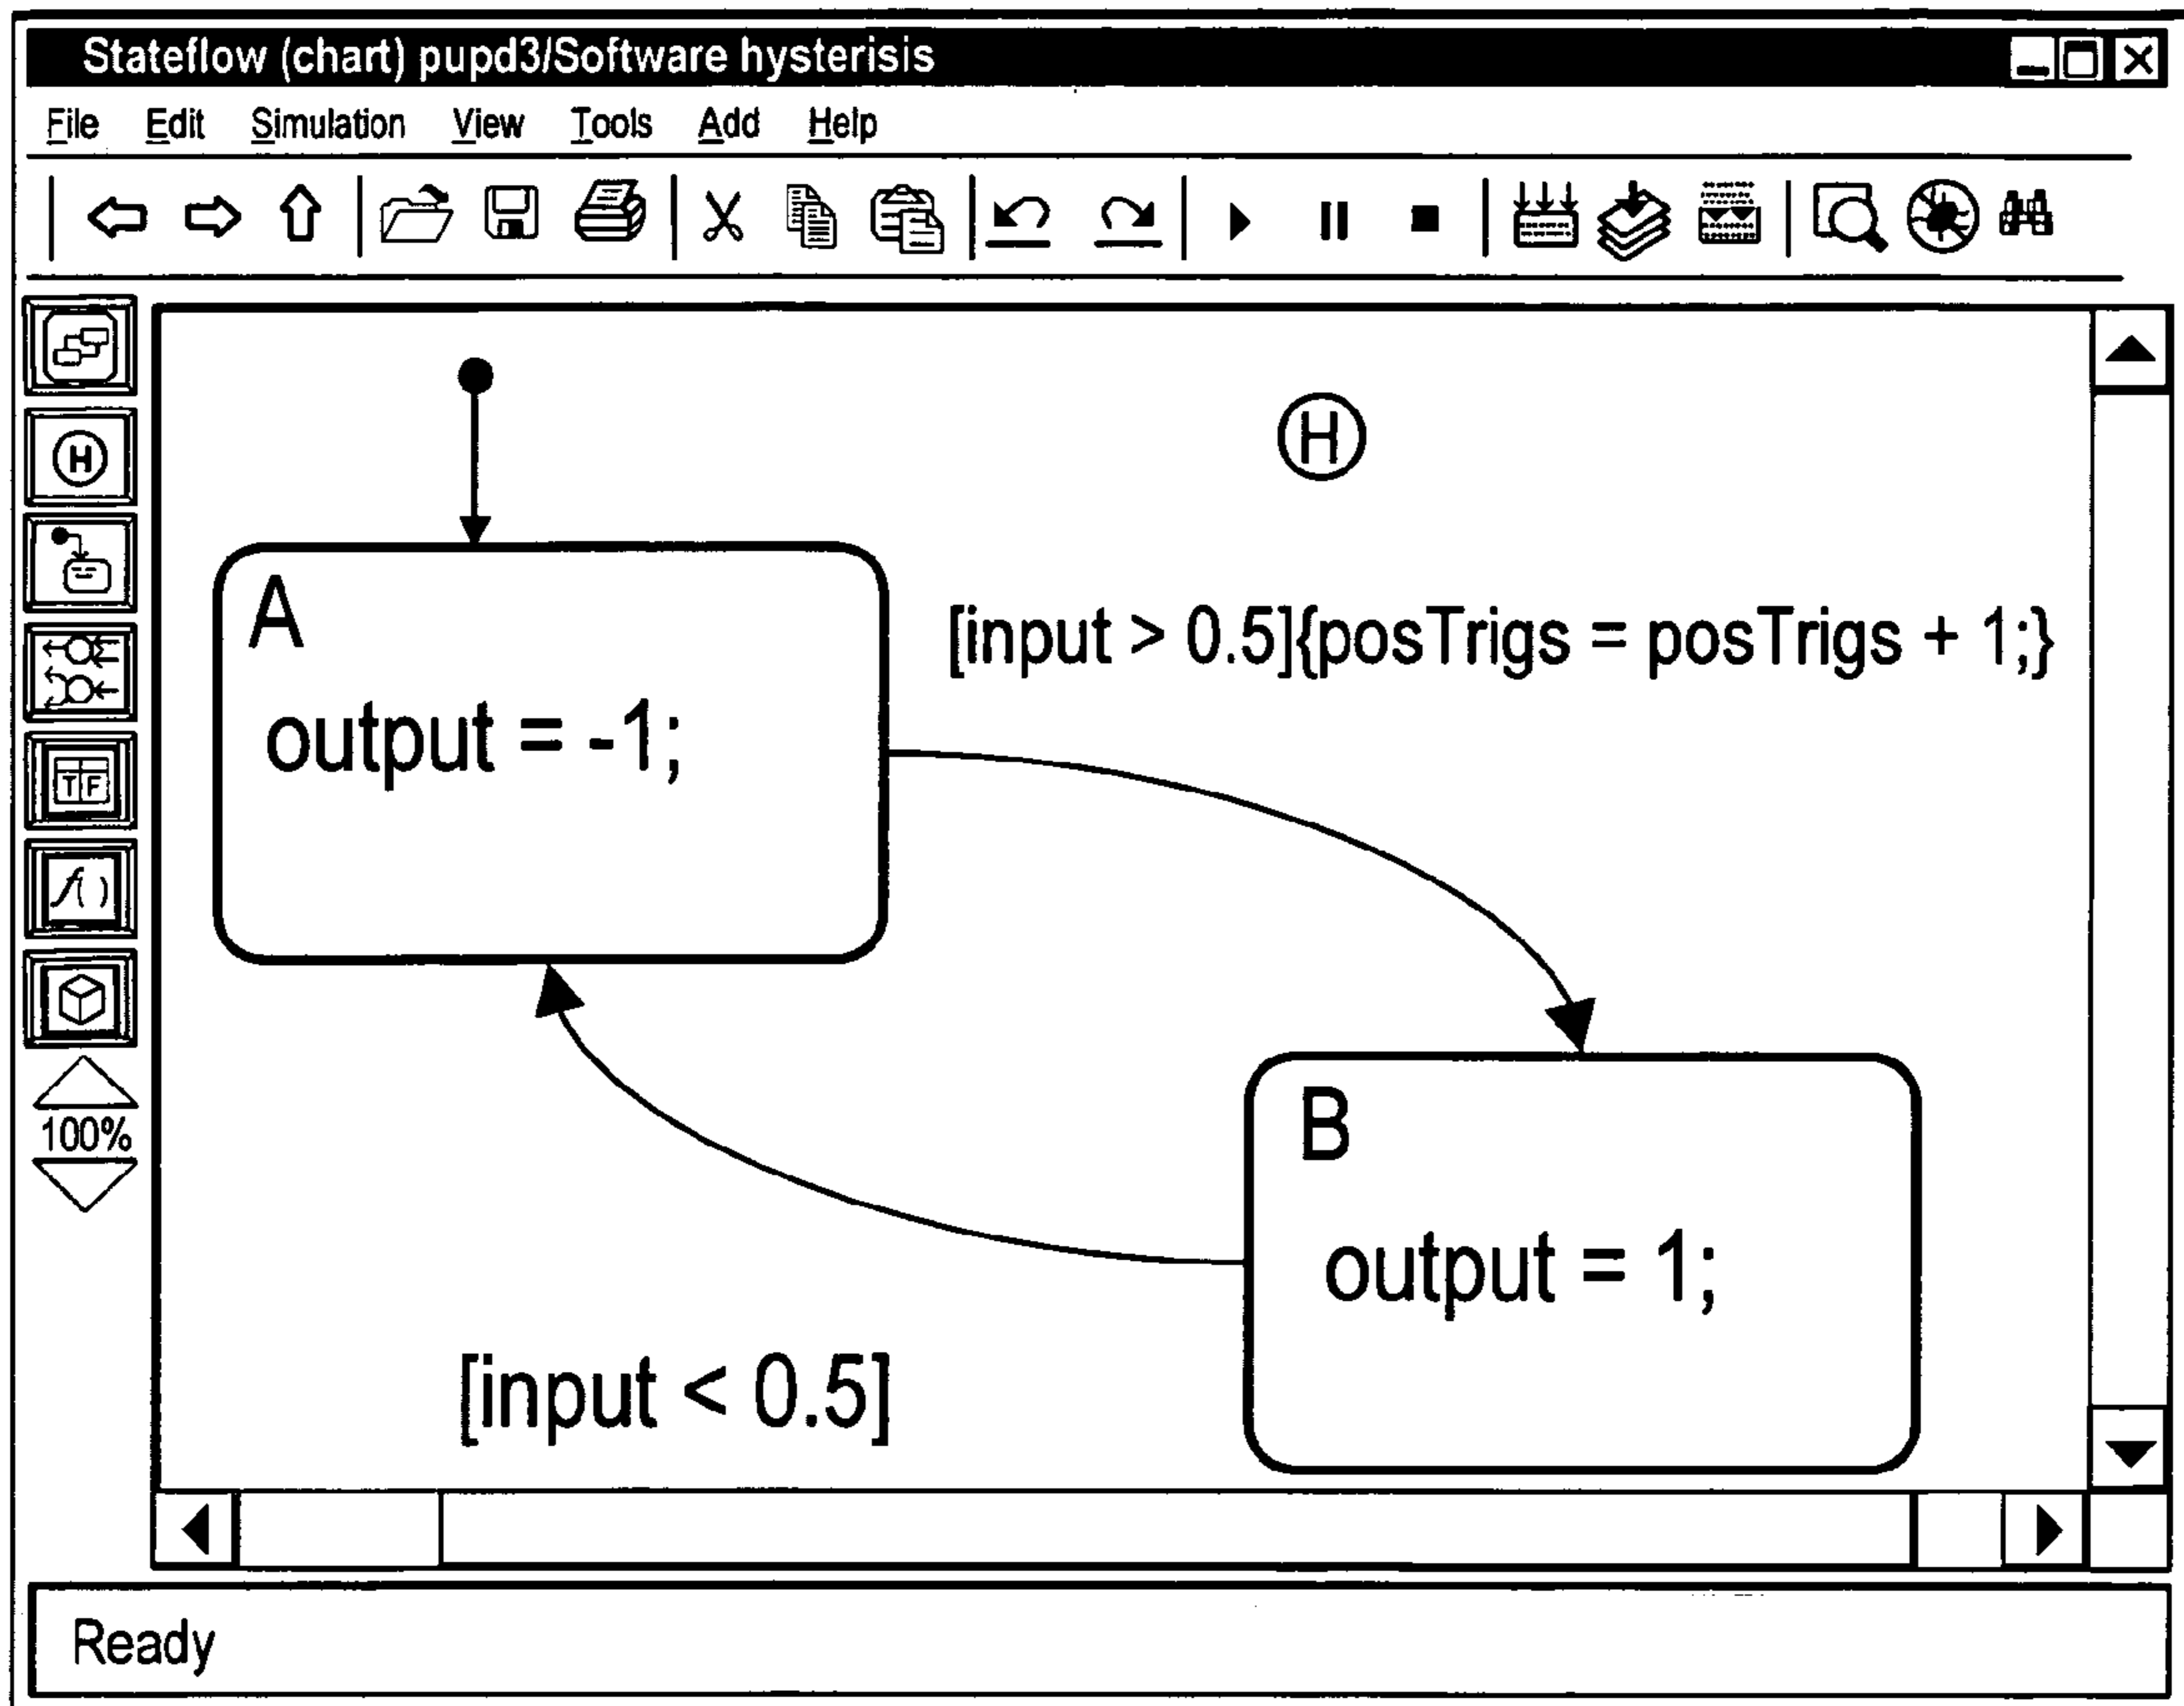 Stateflow (chart) pupd3/Software hysterisis
File Edit Simulation View Tools Add Help
H
H
A
[input > 0.5]{posTrigs = posTrigs + 1;}
output = -1;
T F
f( )
100%
B
output = 1;
[input < 0.5]
Ready